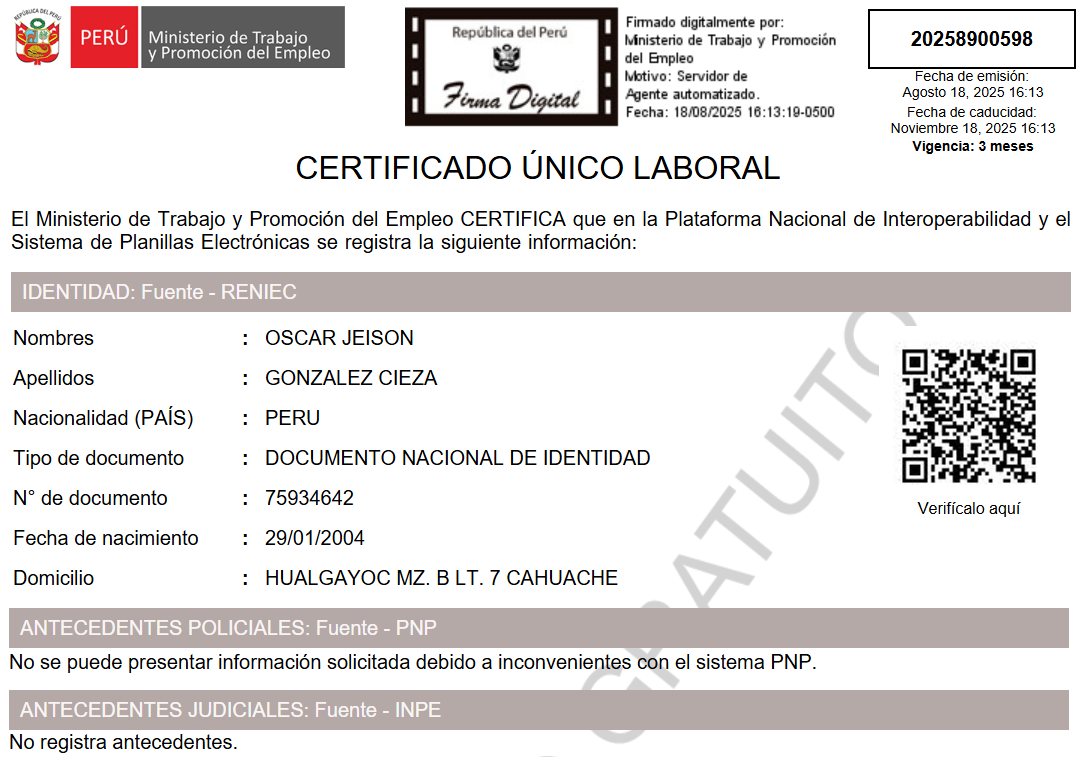 REPÚBLICA DEL PERÚ
PERÚ
Ministerio de Trabajo
y Promoción del Empleo
República del Perú
Firma Digital
Firmado digitalmente por:
Ministerio de Trabajo y Promoción
del Empleo
Motivo: Servidor de
Agente automatizado.
Fecha: 18/08/2025 16:13:19-0500
20258900598
Fecha de emisión:
Agosto 18, 2025 16:13
Fecha de caducidad:
Noviembre 18, 2025 16:13
Vigencia: 3 meses
CERTIFICADO ÚNICO LABORAL
El Ministerio de Trabajo y Promoción del Empleo CERTIFICA que en la Plataforma Nacional de Interoperabilidad y el
Sistema de Planillas Electrónicas se registra la siguiente información:
IDENTIDAD: Fuente - RENIEC
Nombres : OSCAR JEISON
Apellidos : GONZALEZ CIEZA
Nacionalidad (PAÍS) : PERU
Tipo de documento : DOCUMENTO NACIONAL DE IDENTIDAD
N° de documento : 75934642
Fecha de nacimiento : 29/01/2004
Domicilio : HUALGAYOC MZ. B LT. 7 CAHUACHE
Verifícalo aquí
GRATUITO
ANTECEDENTES POLICIALES: Fuente - PNP
No se puede presentar información solicitada debido a inconvenientes con el sistema PNP.
ANTECEDENTES JUDICIALES: Fuente - INPE
No registra antecedentes.